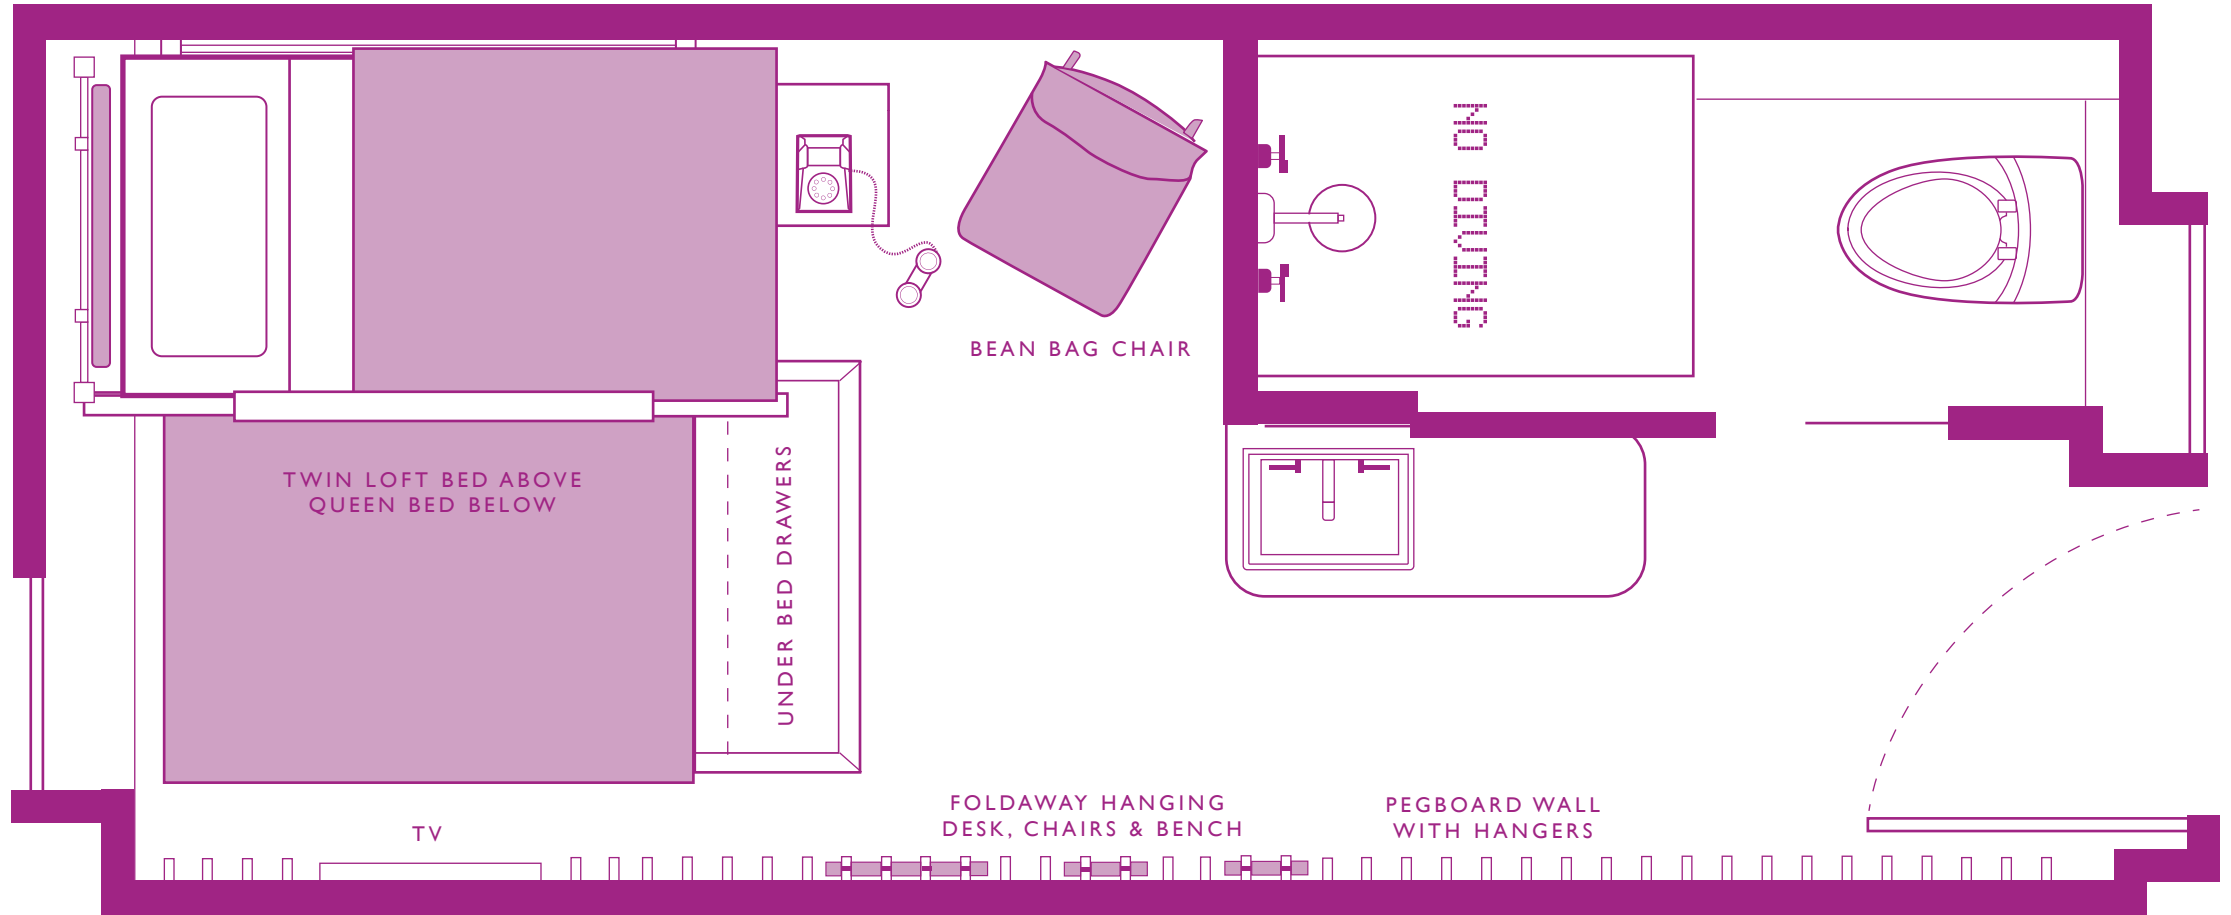 NO DIVING
BEAN BAG CHAIR
TWIN LOFT BED ABOVE
QUEEN BED BELOW
UNDER BED DRAWERS
FOLDAWAY HANGING
DESK, CHAIRS & BENCH
PEGBOARD WALL
WITH HANGERS
TV